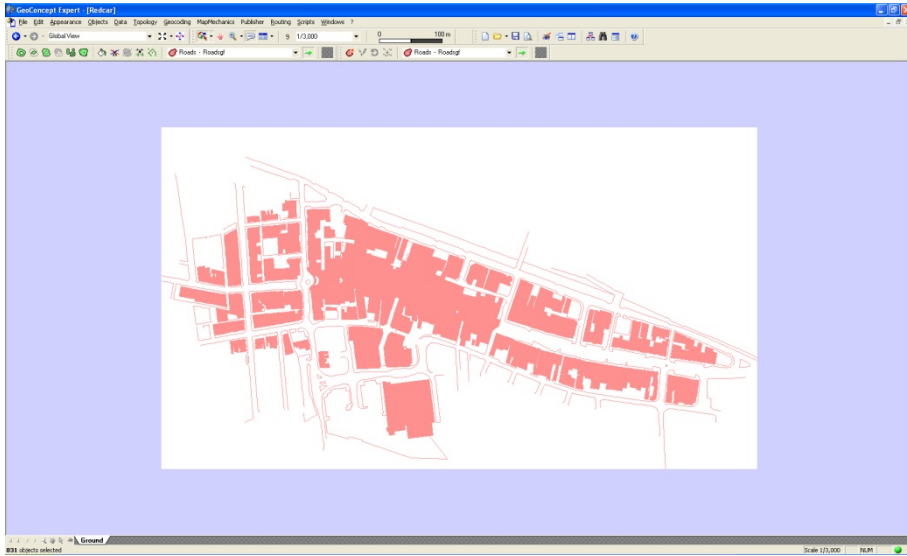 GeoConcept Expert - [Redcar]
File Edit Appearance Objects Data Topology Geocoding MapMechanics Publisher Routing Scripts Windows ?
Global View 9 1/3,000 0 100 m
Roads - Roadsgf Roads - Roadsgf
Ground
831 objects selected Scale 1/3,000 NUM